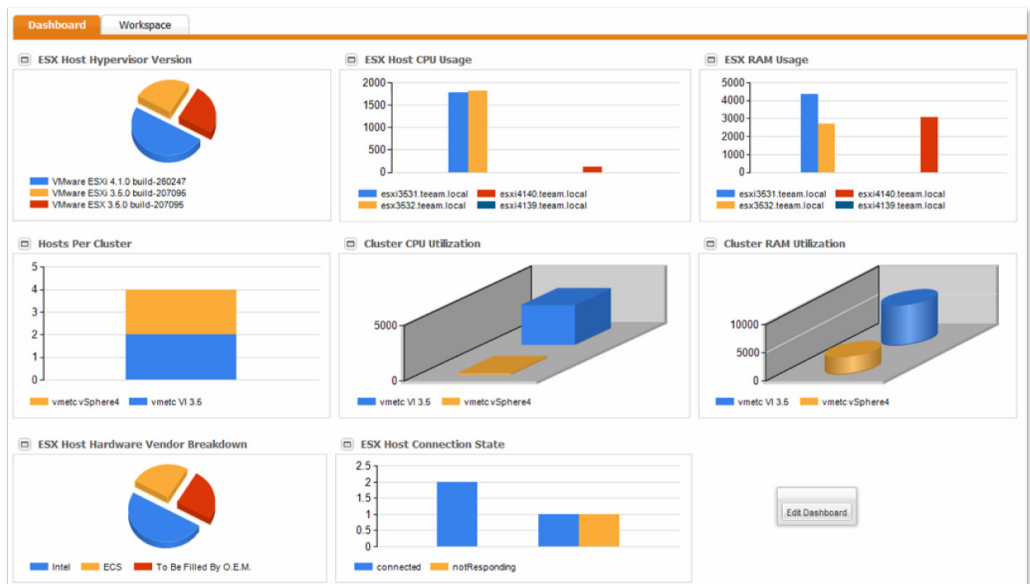 Dashboard Workspace
ESX Host Hypervisor Version
VMware ESXi 4.1.0 build-260247
VMware ESXi 3.5.0 build-207095
VMware ESX 3.5.0 build-207095
ESX Host CPU Usage
2000
1500
1000
500
0
esxi3531.teeam.local esxi4140.teeam.local
esx3532.teeam.local esxi4139.teeam.local
ESX RAM Usage
5000
4000
3000
2000
1000
0
esxi3531.teeam.local esxi4140.teeam.local
esx3532.teeam.local esxi4139.teeam.local
Hosts Per Cluster
5
4
3
2
1
0
vmetc vSphere4 vmetc VI 3.5
Cluster CPU Utilization
5000
0
vmetc VI 3.5 vmetc vSphere4
Cluster RAM Utilization
10000
5000
0
vmetc VI 3.5 vmetc vSphere4
ESX Host Hardware Vendor Breakdown
Intel ECS To Be Filled By O.E.M.
ESX Host Connection State
2.5
2
1.5
1
0.5
0
connected notResponding
Edit Dashboard